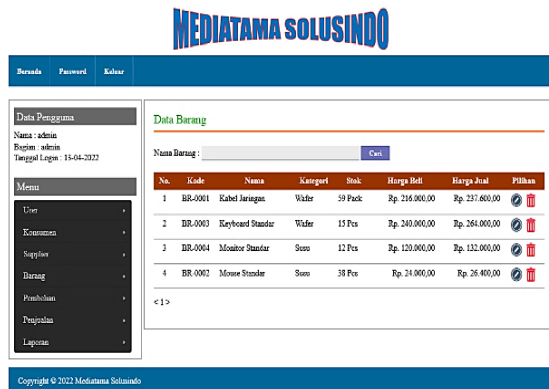 MEDIATAMA SOLUSINDO
Beranda Password Keluar
Data Pengguna
Nama : admin
Bagian : admin
Tanggal Login : 13-04-2022
Menu
User
Konsumen
Supplier
Barang
Pembelian
Penjualan
Laporan
Data Barang
Nama Barang : Cari
No. Kode Nama Kategori Stok Harga Beli Harga Jual Pilihan
1 BR-0001 Kabel Jaringan Wafer 59 Pack Rp. 216.000,00 Rp. 237.600,00
2 BR-0003 Keyboard Standar Wafer 15 Pcs Rp. 240.000,00 Rp. 264.000,00
3 BR-0004 Monitor Standar Susu 12 Pcs Rp. 120.000,00 Rp. 132.000,00
4 BR-0002 Mouse Standar Susu 38 Pcs Rp. 24.000,00 Rp. 26.400,00
< 1 >
Copyright © 2022 Mediatama Solusindo